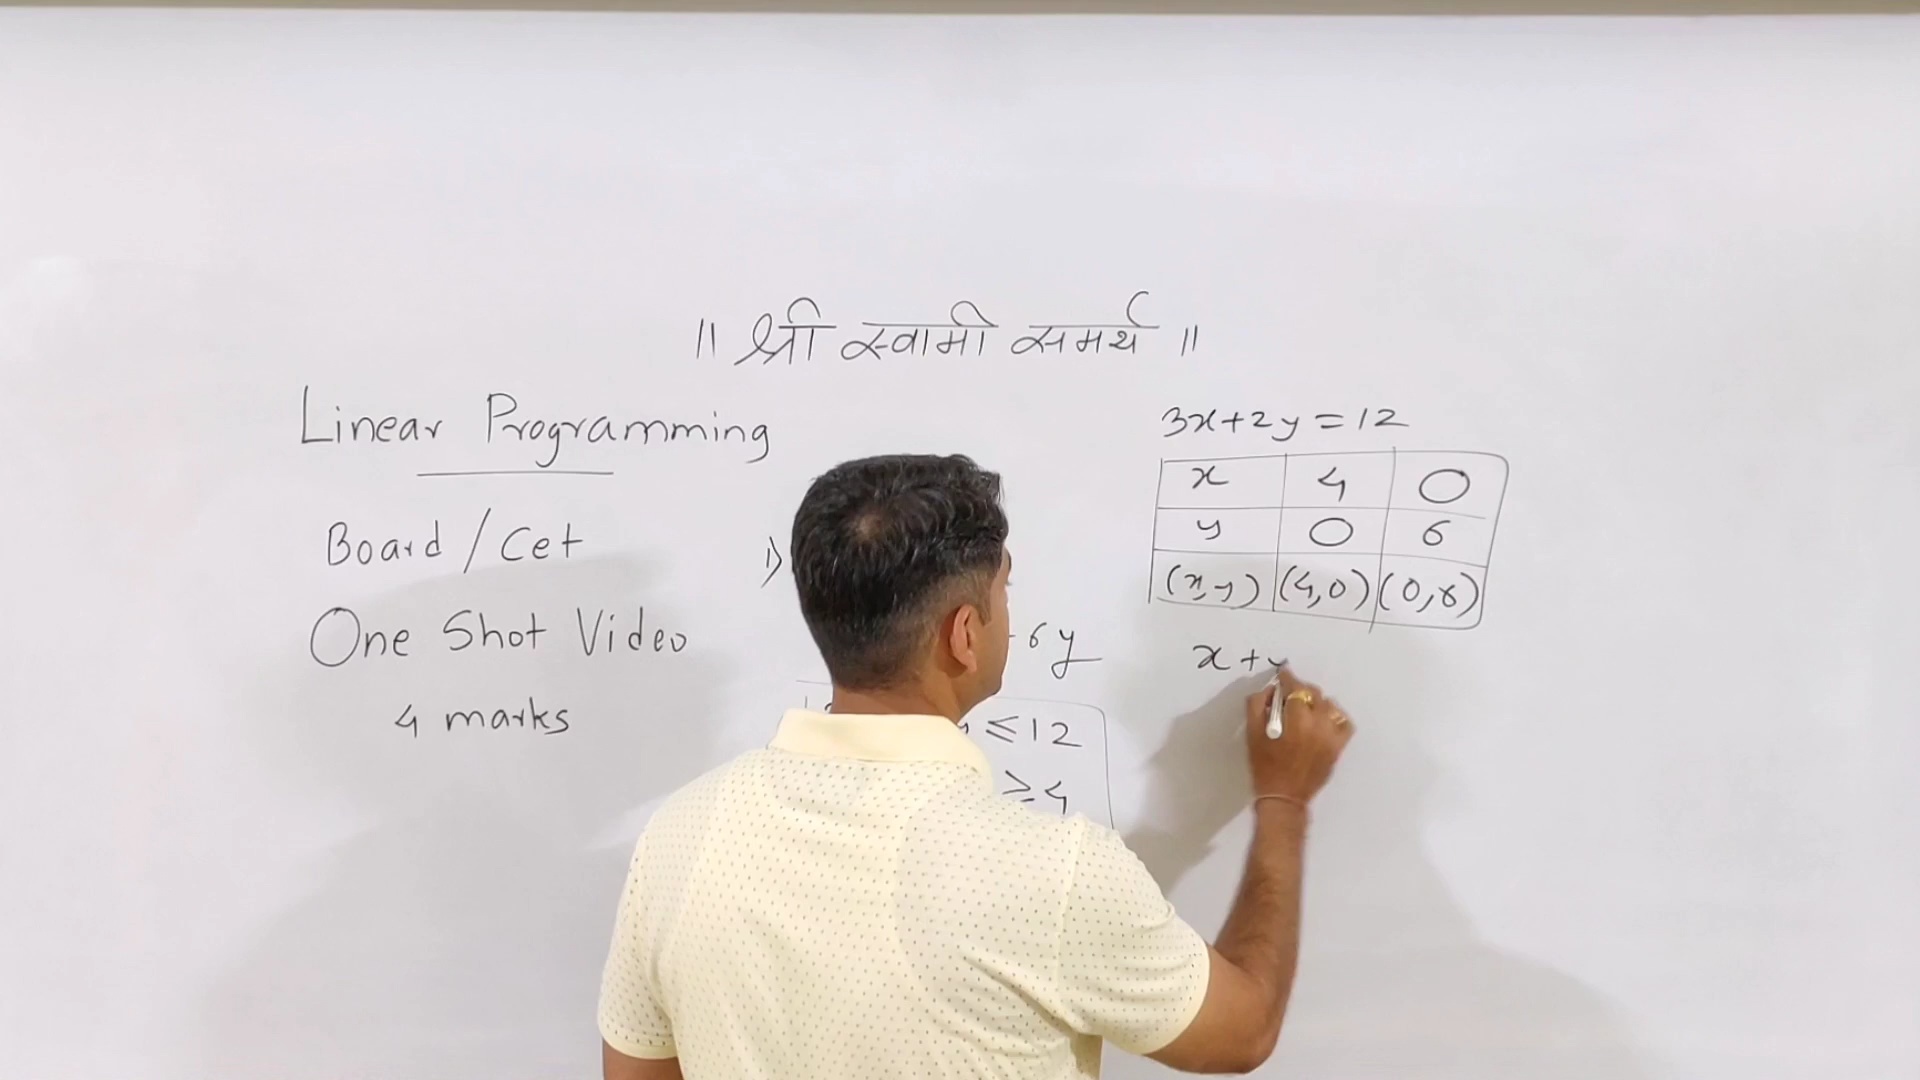 ॥ श्री स्वामी समर्थ ॥
Linear Programming
Board / Cet
One Shot Video
4 marks
1)
6y
≤ 12
≥ 4
3x+2y = 12
x 4 0
y 0 6
(x,y) (4,0) (0,6)
x+y